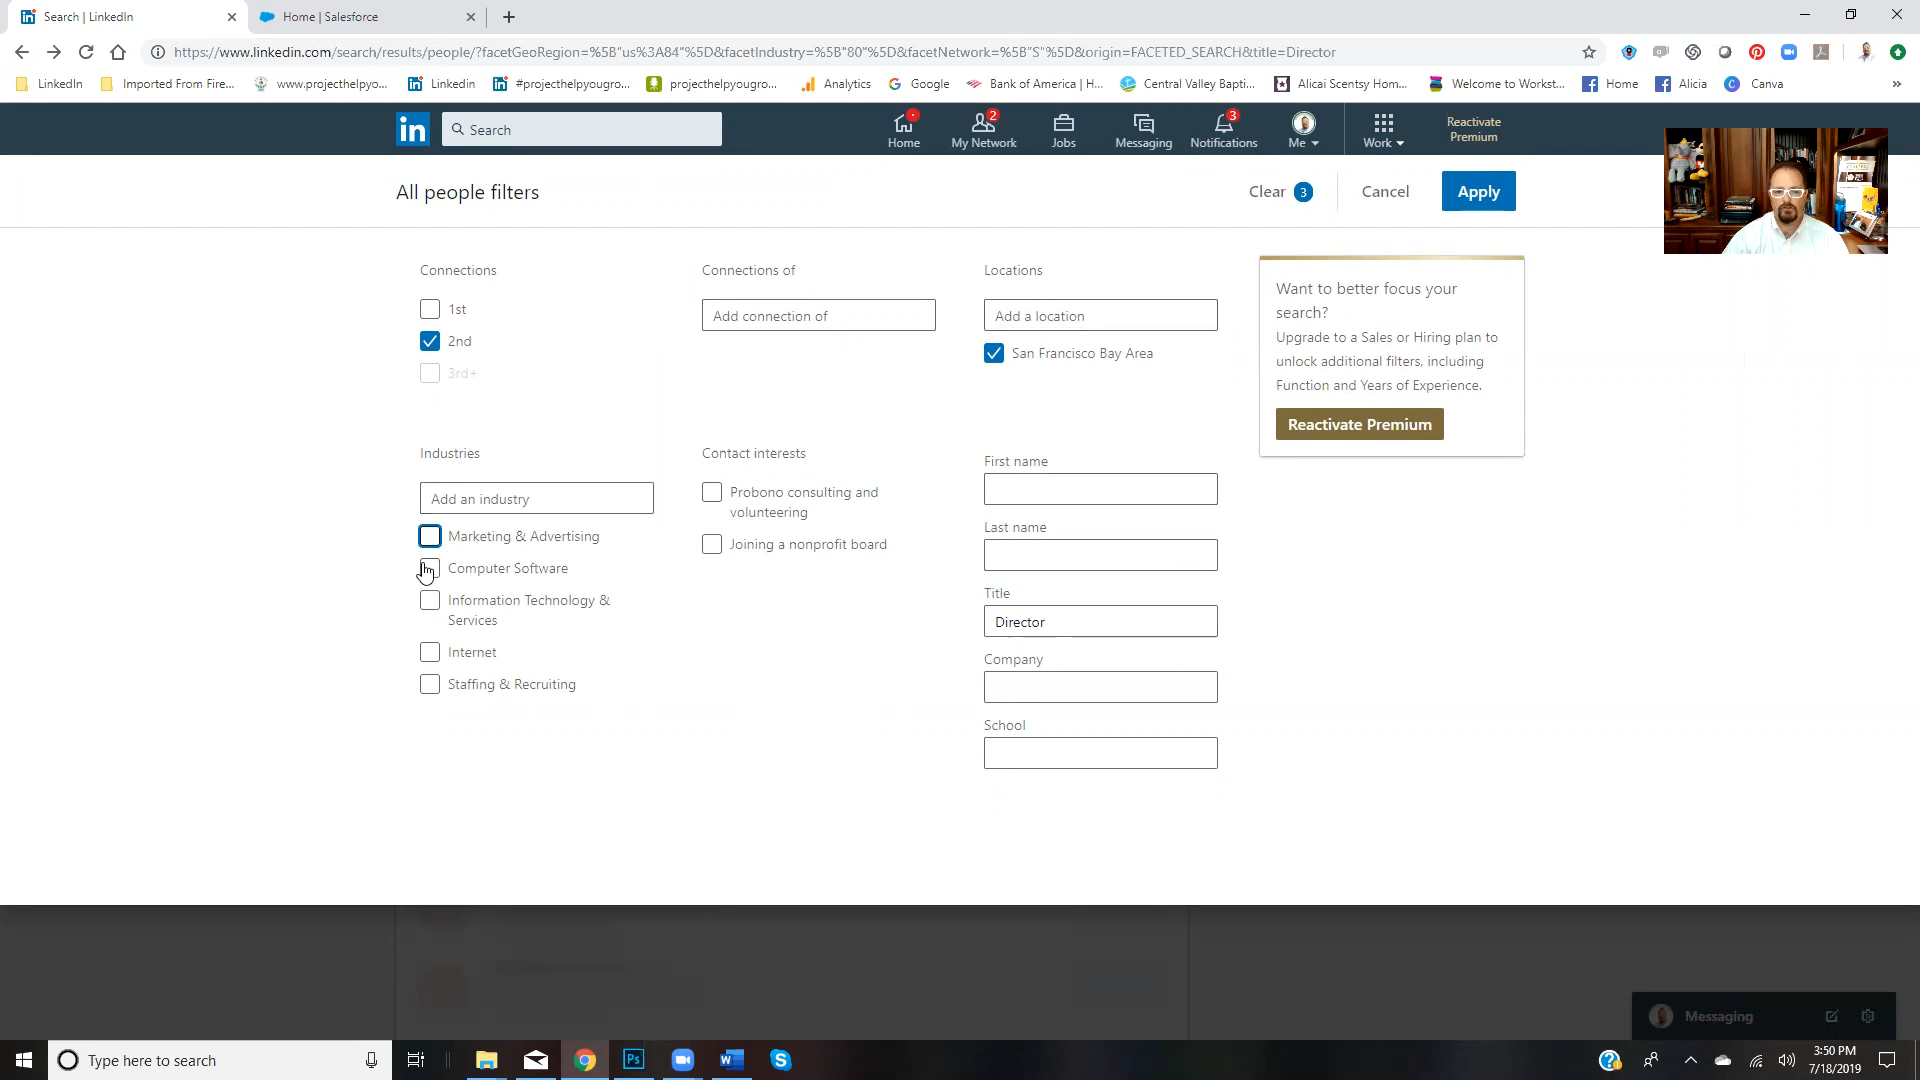 Search | LinkedIn
Home | Salesforce
https://www.linkedin.com/search/results/people/?facetGeoRegion=%5B"us%3A84"%5D&facetIndustry=%5B"80"%5D&facetNetwork=%5B"S"%5D&origin=FACETED_SEARCH&title=Director
LinkedIn
Imported From Fire...
www.projecthelpyo...
Linkedin
#projecthelpyougro...
projecthelpyougro...
Analytics
Google
Bank of America | H...
Central Valley Bapti...
Alicai Scentsy Hom...
Welcome to Workst...
Home
Alicia
Canva
»
in
Search
Home
2
My Network
Jobs
Messaging
3
Notifications
Me
Work
Reactivate
Premium
All people filters
Clear 3
Cancel
Apply
Connections
1st
2nd
3rd+
Connections of
Add connection of
Locations
Add a location
San Francisco Bay Area
Want to better focus your
search?
Upgrade to a Sales or Hiring plan to
unlock additional filters, including
Function and Years of Experience.
Reactivate Premium
Industries
Add an industry
Marketing & Advertising
Computer Software
Information Technology &
Services
Internet
Staffing & Recruiting
Contact interests
Probono consulting and
volunteering
Joining a nonprofit board
First name
Last name
Title
Director
Company
School
Messaging
Type here to search
Ps
3:50 PM
7/18/2019